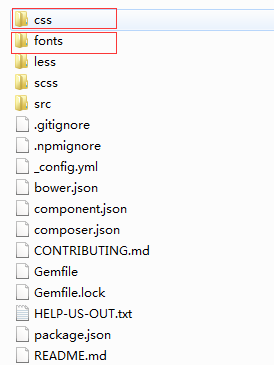 css
fonts
less
scss
src
.gitignore
.npmignore
_config.yml
bower.json
component.json
composer.json
CONTRIBUTING.md
Gemfile
Gemfile.lock
HELP-US-OUT.txt
package.json
README.md